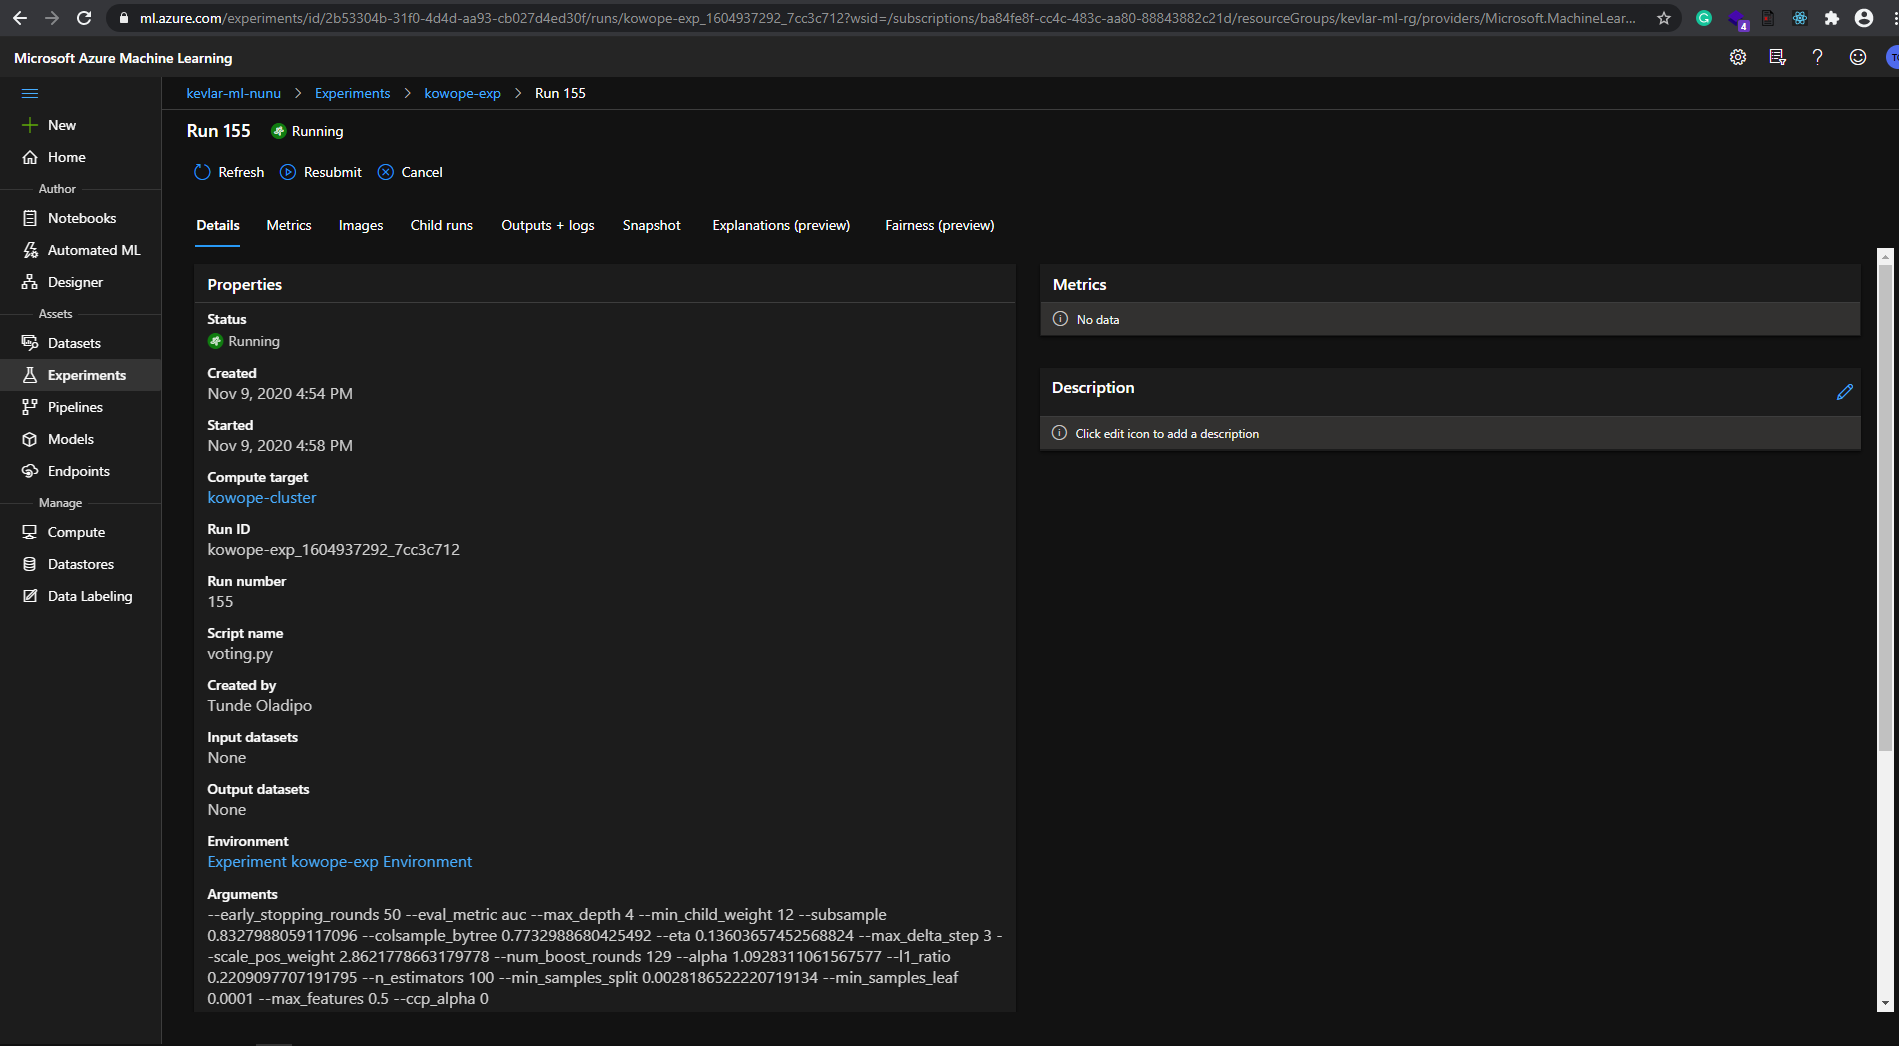 ml.azure.com/experiments/id/2b53304b-31f0-4d4d-aa93-cb027d4ed30f/runs/kowope-exp_1604937292_7cc3c712?wsid=/subscriptions/ba84fe8f-cc4c-483c-aa80-88843882c21d/resourceGroups/kevlar-ml-rg/providers/Microsoft.MachineLear...
4
Microsoft Azure Machine Learning
kevlar-ml-nunu > Experiments > kowope-exp > Run 155
New
Home
Author
Notebooks
Automated ML
Designer
Assets
Datasets
Experiments
Pipelines
Models
Endpoints
Manage
Compute
Datastores
Data Labeling
Run 155 Running
Refresh Resubmit Cancel
Details Metrics Images Child runs Outputs + logs Snapshot Explanations (preview) Fairness (preview)
Properties
Status
Running
Created
Nov 9, 2020 4:54 PM
Started
Nov 9, 2020 4:58 PM
Compute target
kowope-cluster
Run ID
kowope-exp_1604937292_7cc3c712
Run number
155
Script name
voting.py
Created by
Tunde Oladipo
Input datasets
None
Output datasets
None
Environment
Experiment kowope-exp Environment
Arguments
--early_stopping_rounds 50 --eval_metric auc --max_depth 4 --min_child_weight 12 --subsample
0.8327988059117096 --colsample_bytree 0.7732988680425492 --eta 0.13603657452568824 --max_delta_step 3 -
-scale_pos_weight 2.8621778663179778 --num_boost_rounds 129 --alpha 1.0928311061567577 --l1_ratio
0.2209097707191795 --n_estimators 100 --min_samples_split 0.0028186522220719134 --min_samples_leaf
0.0001 --max_features 0.5 --ccp_alpha 0
Metrics
No data
Description
Click edit icon to add a description